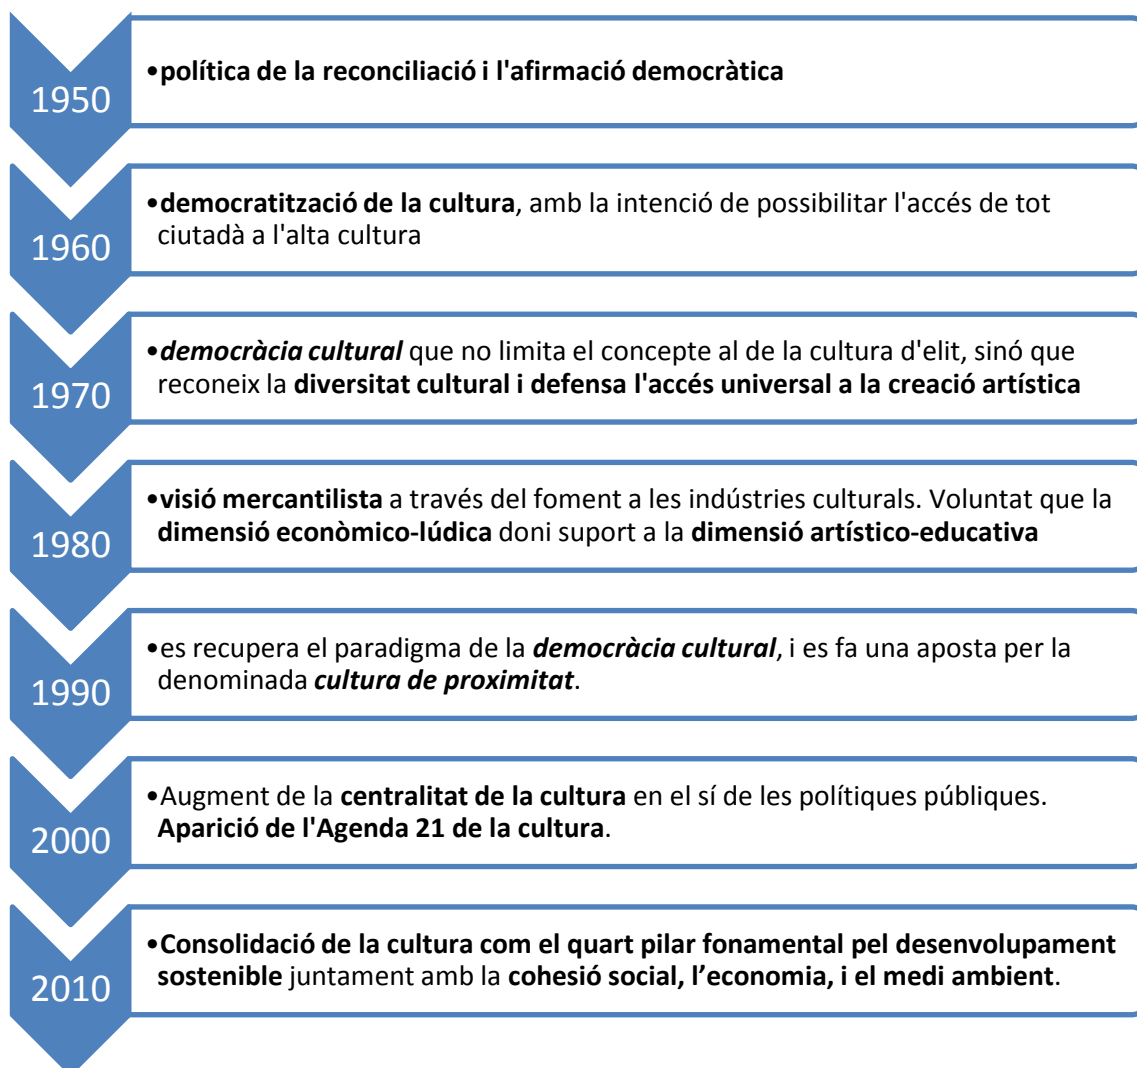 1950
•política de la reconciliació i l'afirmació democràtica
1960
•democratització de la cultura, amb la intenció de possibilitar l'accés de tot
ciutadà a l'alta cultura
1970
•democràcia cultural que no limita el concepte al de la cultura d'elit, sinó que
reconeix la diversitat cultural i defensa l'accés universal a la creació artística
1980
•visió mercantilista a través del foment a les indústries culturals. Voluntat que la
dimensió econòmico-lúdica doni suport a la dimensió artístico-educativa
1990
•es recupera el paradigma de la democràcia cultural, i es fa una aposta per la
denominada cultura de proximitat.
2000
•Augment de la centralitat de la cultura en el sí de les polítiques públiques.
Aparició de l'Agenda 21 de la cultura.
2010
•Consolidació de la cultura com el quart pilar fonamental pel desenvolupament
sostenible juntament amb la cohesió social, l’economia, i el medi ambient.